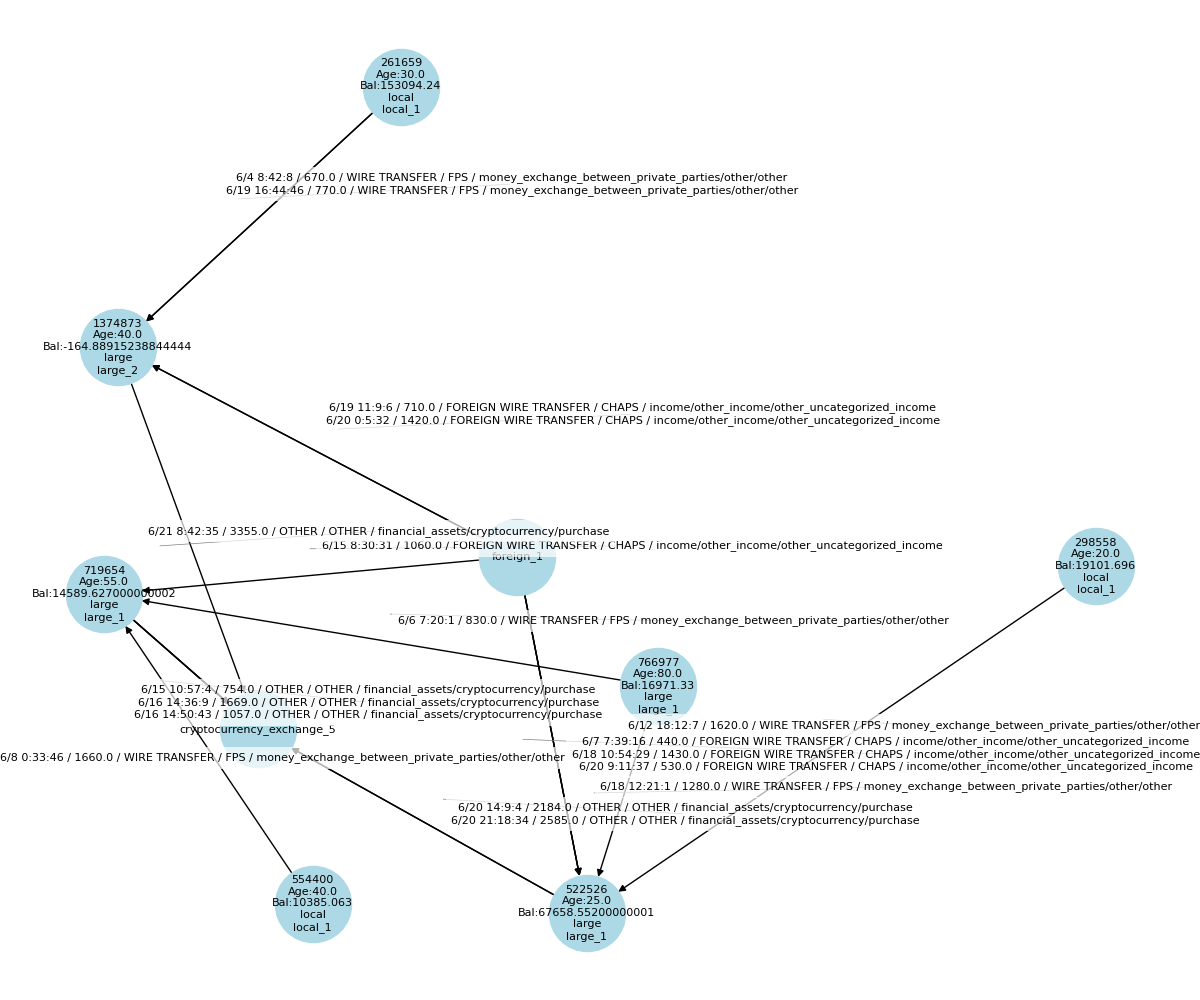 261659
Age:30.0
Bal:153094.24
local
local_1
6/4 8:42:8 / 670.0 / WIRE TRANSFER / FPS / money_exchange_between_private_parties/other/other
6/19 16:44:46 / 770.0 / WIRE TRANSFER / FPS / money_exchange_between_private_parties/other/other
1374873
Age:40.0
Bal:-164.88915238844444
large
large_2
6/19 11:9:6 / 710.0 / FOREIGN WIRE TRANSFER / CHAPS / income/other_income/other_uncategorized_income
6/20 0:5:32 / 1420.0 / FOREIGN WIRE TRANSFER / CHAPS / income/other_income/other_uncategorized_income
6/21 8:42:35 / 3355.0 / OTHER / OTHER / financial_assets/cryptocurrency/purchase
6/15 8:30:31 / 1060.0 / FOREIGN WIRE TRANSFER / CHAPS / income/other_income/other_uncategorized_income
foreign_1
298558
Age:20.0
Bal:19101.696
local
local_1
719654
Age:55.0
Bal:14589.627000000002
large
large_1
6/6 7:20:1 / 830.0 / WIRE TRANSFER / FPS / money_exchange_between_private_parties/other/other
766977
Age:80.0
Bal:16971.33
large
large_1
6/15 10:57:4 / 754.0 / OTHER / OTHER / financial_assets/cryptocurrency/purchase
6/16 14:36:9 / 1669.0 / OTHER / OTHER / financial_assets/cryptocurrency/purchase
6/16 14:50:43 / 1057.0 / OTHER / OTHER / financial_assets/cryptocurrency/purchase
cryptocurrency_exchange_5
6/12 18:12:7 / 1620.0 / WIRE TRANSFER / FPS / money_exchange_between_private_parties/other/other
6/7 7:39:16 / 440.0 / FOREIGN WIRE TRANSFER / CHAPS / income/other_income/other_uncategorized_income
6/18 10:54:29 / 1430.0 / FOREIGN WIRE TRANSFER / CHAPS / income/other_income/other_uncategorized_income
6/20 9:11:37 / 530.0 / FOREIGN WIRE TRANSFER / CHAPS / income/other_income/other_uncategorized_income
6/8 0:33:46 / 1660.0 / WIRE TRANSFER / FPS / money_exchange_between_private_parties/other/other
6/18 12:21:1 / 1280.0 / WIRE TRANSFER / FPS / money_exchange_between_private_parties/other/other
6/20 14:9:4 / 2184.0 / OTHER / OTHER / financial_assets/cryptocurrency/purchase
6/20 21:18:34 / 2585.0 / OTHER / OTHER / financial_assets/cryptocurrency/purchase
554400
Age:40.0
Bal:10385.063
local
local_1
522526
Age:25.0
Bal:67658.55200000001
large
large_1